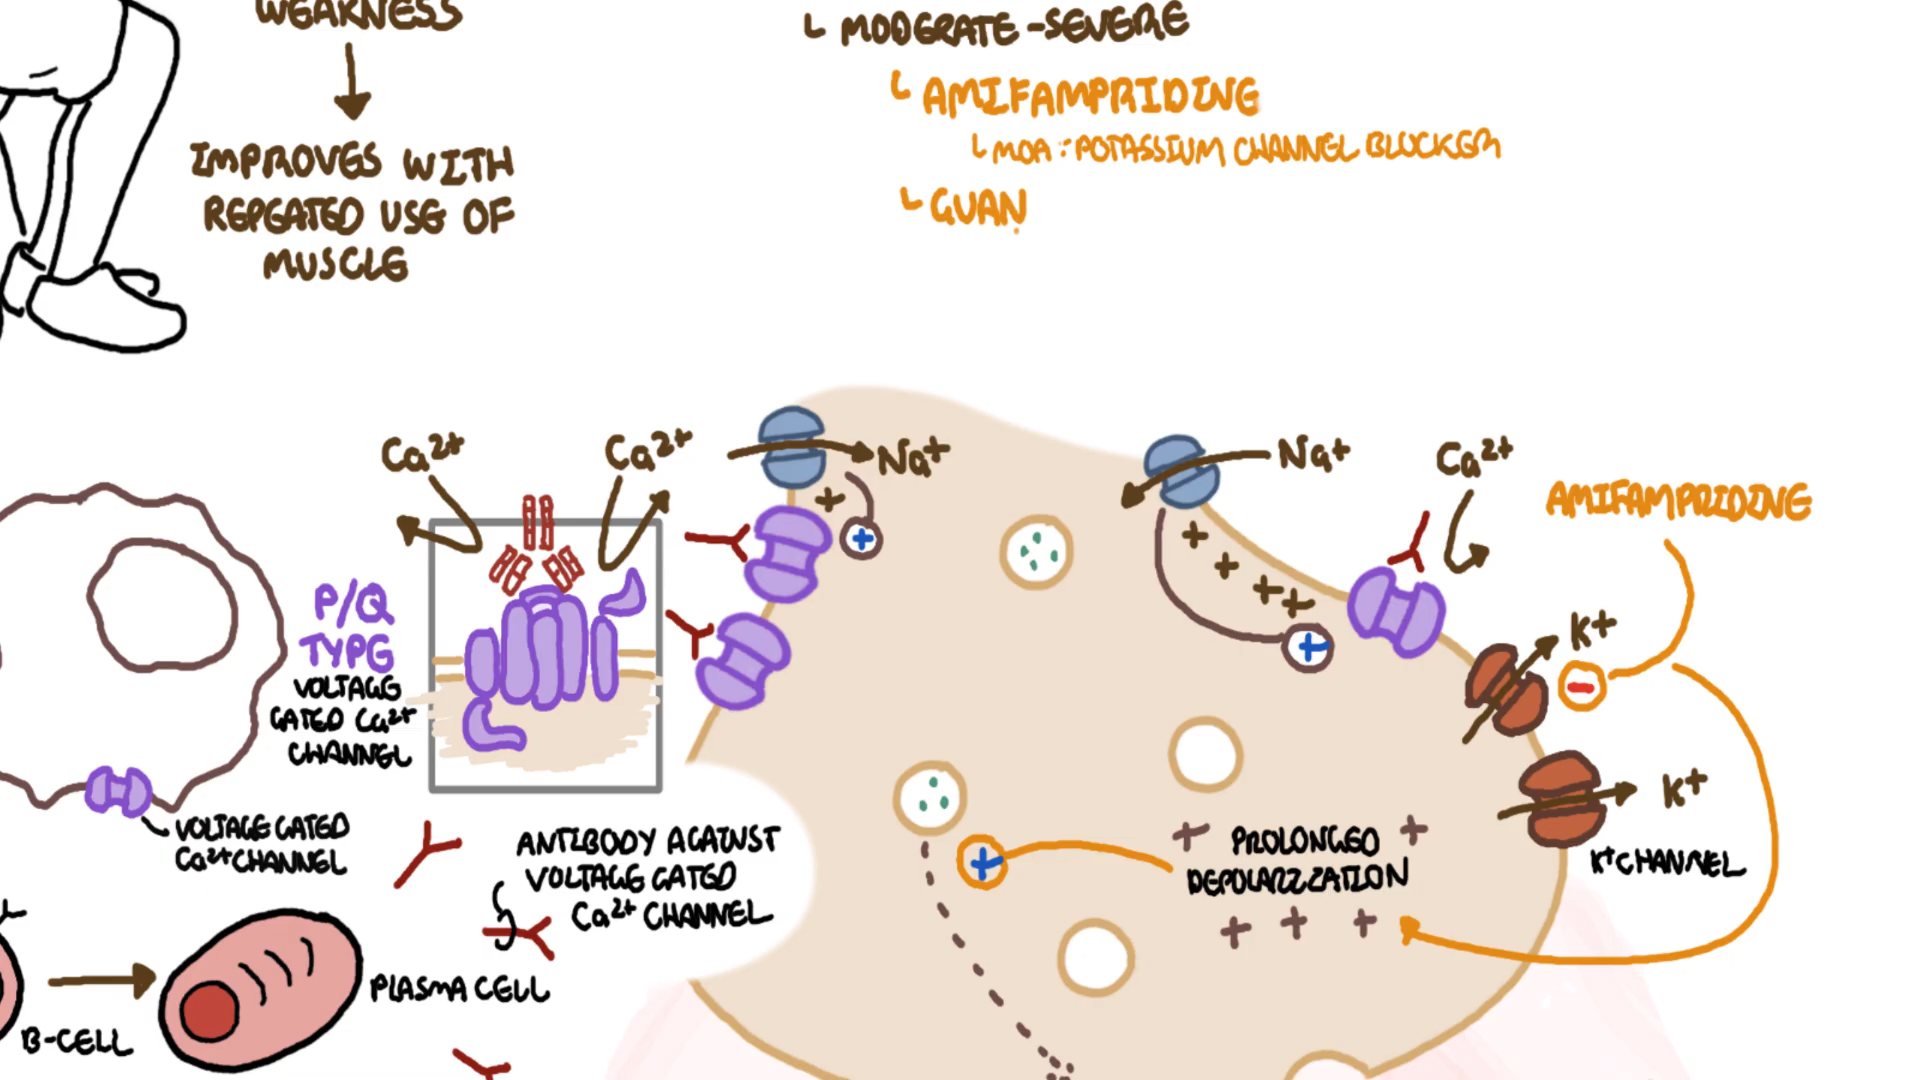 WEAKNESS
IMPROVES WITH
REPEATED USE OF
MUSCLE
MODERATE-SEVERE
AMIFAMPRIDINE
MOA: POTASSIUM CHANNEL BLOCKER
GUAN
Ca2+
Ca2+
Na+
+
+
Na+
Ca2+
AMIFAMPRIDINE
+
+
+
+
+
K+
-
K+
K+ CHANNEL
P/Q
TYPE
VOLTAGE
GATED Ca2+
CHANNEL
VOLTAGE GATED
Ca2+ CHANNEL
ANTIBODY AGAINST
VOLTAGE GATED
Ca2+ CHANNEL
+
+ PROLONGED +
DEPOLARIZATION
+ + +
PLASMA CELL
B-CELL